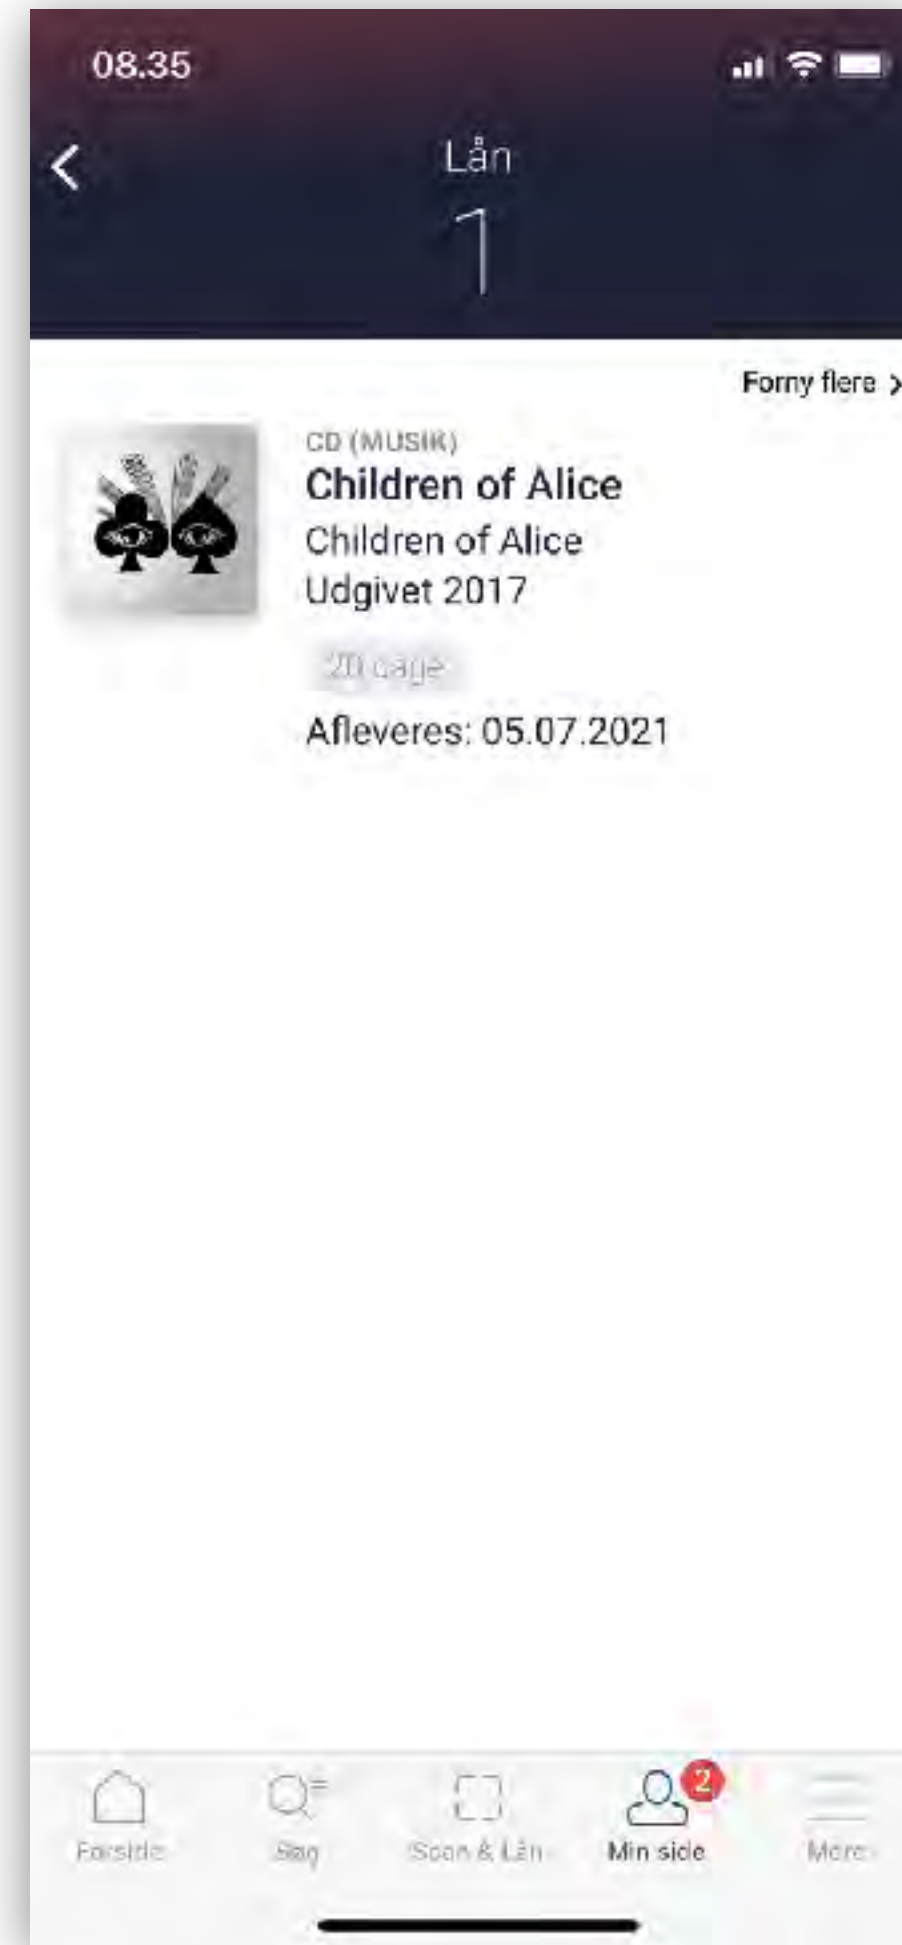 08.35
Lån
1
Forny flere
CD (MUSIK)
Children of Alice
Children of Alice
Udgivet 2017
20 dage
Afleveres: 05.07.2021
2
Forside
Søg
Scan & Lån
Min side
Mere